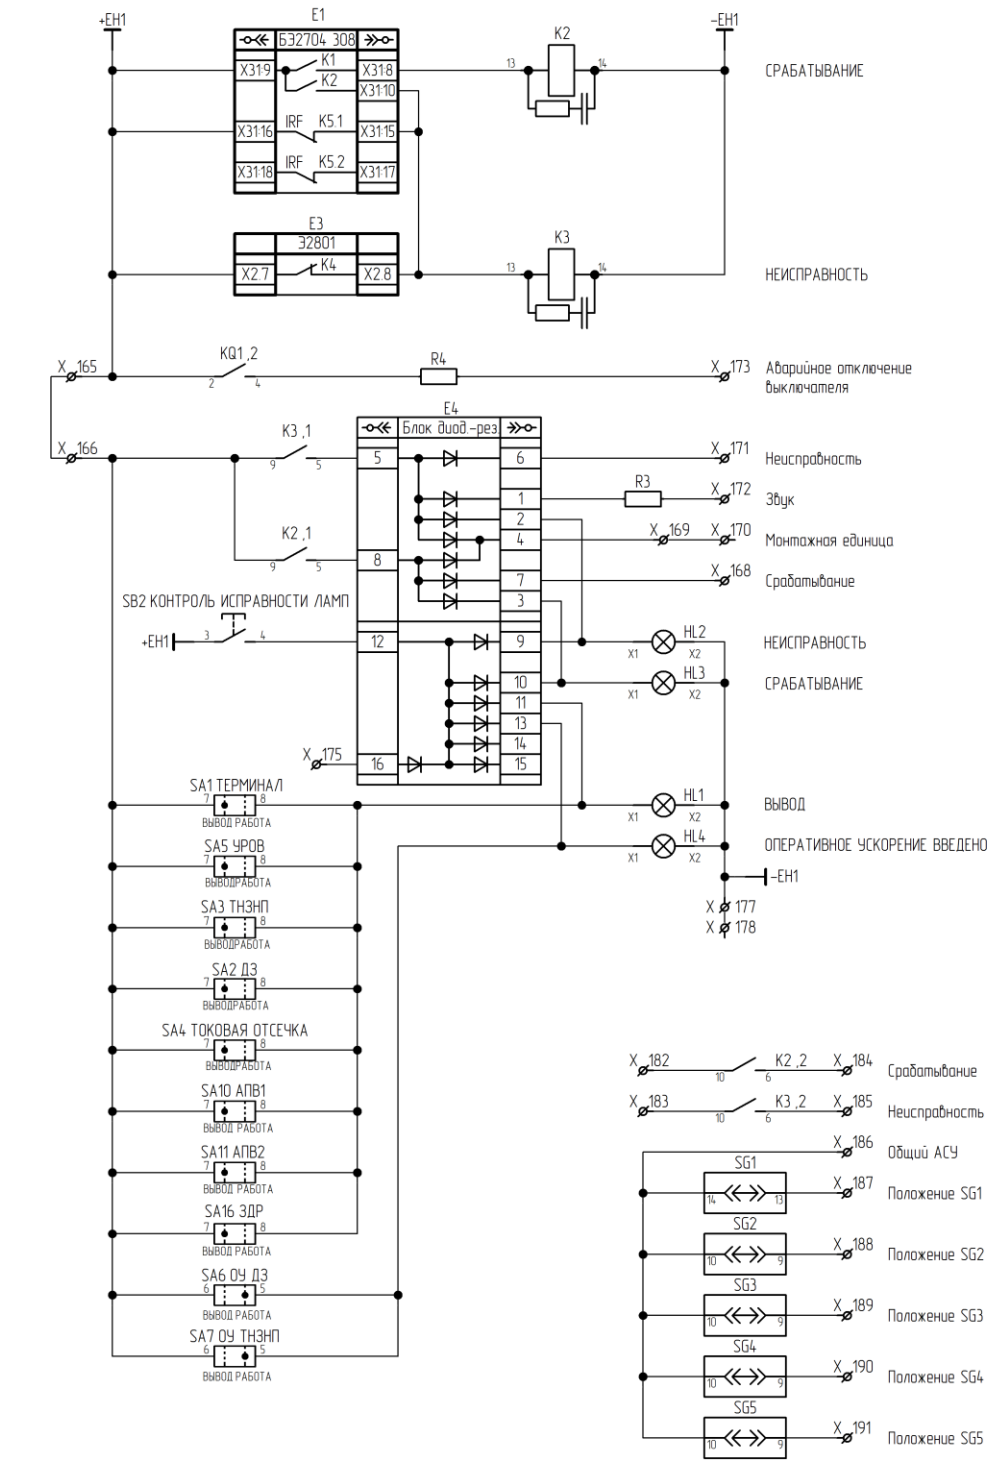 +EH1
E1
-EH1
БЭ2704 308
K2
X31:9 K1 X31:8 13 14 СРАБАТЫВАНИЕ
K2 X31:10
X31:16 IRF K5.1 X31:15
X31:18 IRF K5.2 X31:17
E3
Э2801
K3
X2:7 K4 X2:8 13 14 НЕИСПРАВНОСТЬ
X 165 KQ1 ,2 2 4 R4 X 173 Аварийное отключение
выключателя
E4
Блок диод.-рез.
X 166 K3 ,1 9 5 5 6 X 171 Неисправность
1 R3 X 172 Звук
2
K2 ,1 4 X 169 X 170 Монтажная единица
9 5 8
7 X 168 Срабатывание
3
SB2 КОНТРОЛЬ ИСПРАВНОСТИ ЛАМП
+EH1 3 4 12 9 X1 HL2 X2 НЕИСПРАВНОСТЬ
10 X1 HL3 X2 СРАБАТЫВАНИЕ
11
13
14
X 175 16 15
SA1 ТЕРМИНАЛ
7 8 X1 HL1 X2 ВЫВОД
ВЫВОД РАБОТА
SA5 УРОВ
7 8 X1 HL4 X2 ОПЕРАТИВНОЕ УСКОРЕНИЕ ВВЕДЕНО
ВЫВОДРАБОТА
-EH1
SA3 ТНЗНП
X 177
7 8
X 178
ВЫВОДРАБОТА
SA2 ДЗ
7 8
ВЫВОДРАБОТА
SA4 ТОКОВАЯ ОТСЕЧКА
7 8
ВЫВОДРАБОТА
SA10 АПВ1
7 8
ВЫВОД РАБОТА
SA11 АПВ2
7 8
ВЫВОД РАБОТА
SA16 ЗДР
7 8
ВЫВОД РАБОТА
SA6 ОУ ДЗ
6 5
ВЫВОД РАБОТА
SA7 ОУ ТНЗНП
6 5
ВЫВОД РАБОТА
X 182 10 K2 ,2 6 X 184 Срабатывание
X 183 10 K3 ,2 6 X 185 Неисправность
X 186 Общий АСУ
SG1
14 13 X 187 Положение SG1
SG2
10 9 X 188 Положение SG2
SG3
10 9 X 189 Положение SG3
SG4
10 9 X 190 Положение SG4
SG5
10 9 X 191 Положение SG5